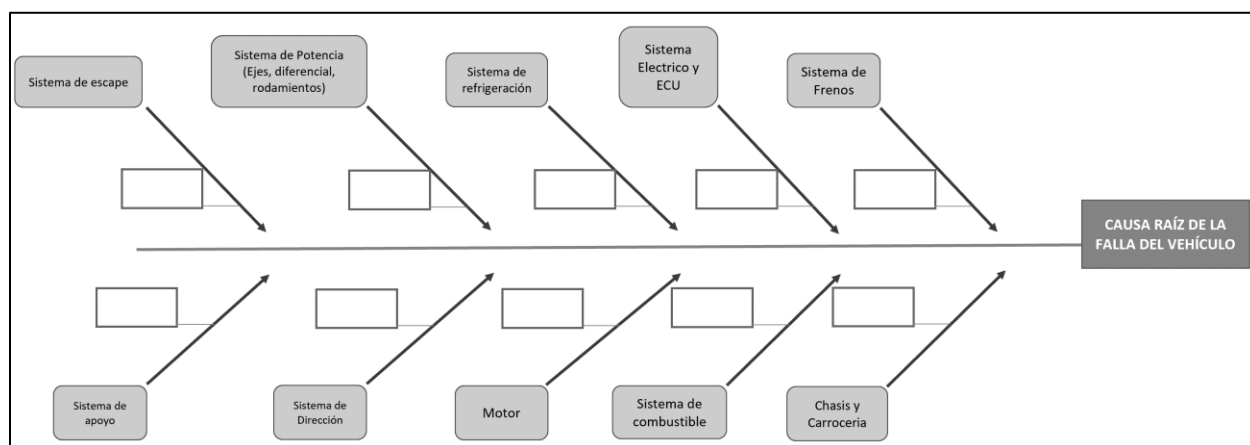 Sistema de escape
Sistema de Potencia
(Ejes, diferencial,
rodamientos)
Sistema de
refrigeración
Sistema
Electrico y
ECU
Sistema de
Frenos
CAUSA RAÍZ DE LA
FALLA DEL VEHÍCULO
Sistema de
apoyo
Sistema de
Dirección
Motor
Sistema de
combustible
Chasis y
Carroceria